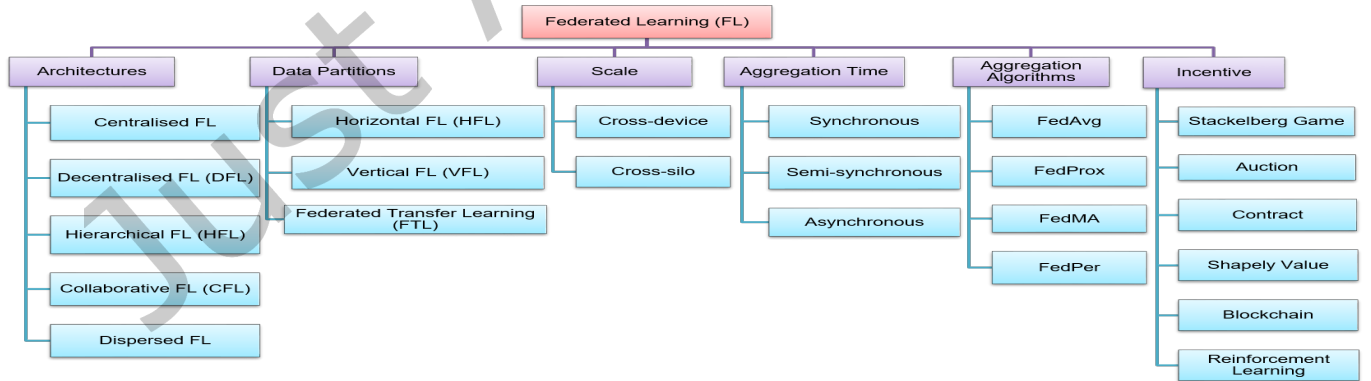 Federated Learning (FL)
Architectures
Centralised FL
Decentralised FL (DFL)
Hierarchical FL (HFL)
Collaborative FL (CFL)
Dispersed FL
Data Partitions
Horizontal FL (HFL)
Vertical FL (VFL)
Federated Transfer Learning
(FTL)
Scale
Cross-device
Cross-silo
Aggregation Time
Synchronous
Semi-synchronous
Asynchronous
Aggregation
Algorithms
FedAvg
FedProx
FedMA
FedPer
Incentive
Stackelberg Game
Auction
Contract
Shapely Value
Blockchain
Reinforcement
Learning
Just